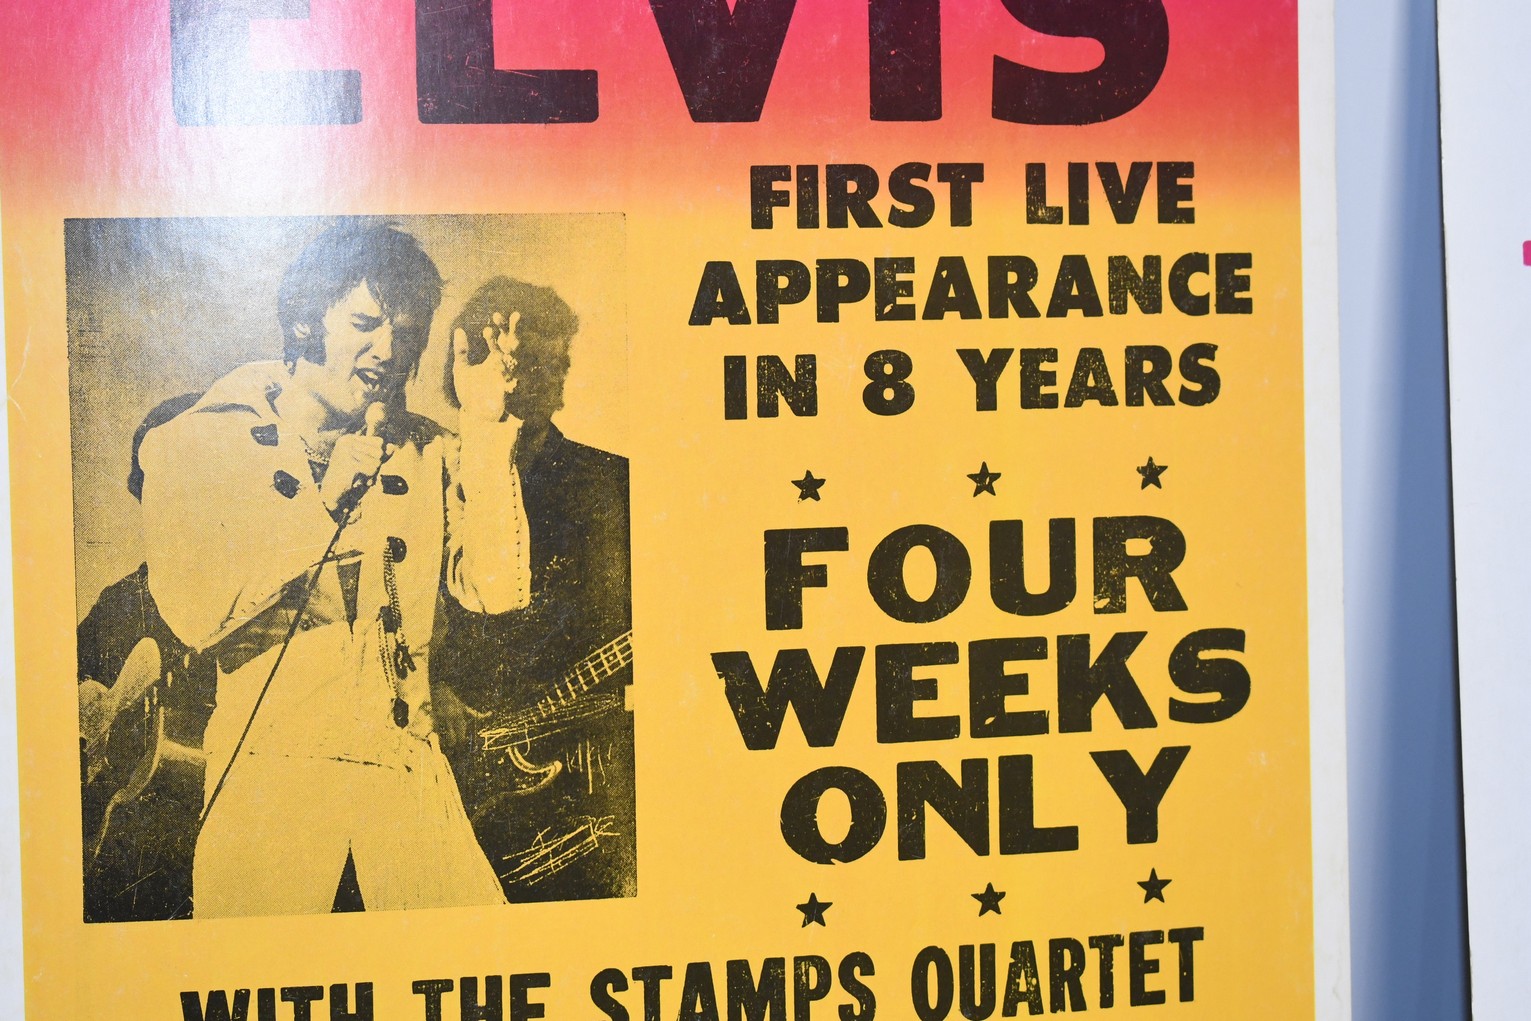 ELVIS
FIRST LIVE
APPEARANCE
IN 8 YEARS
FOUR
WEEKS
ONLY
WITH THE STAMPS QUARTET